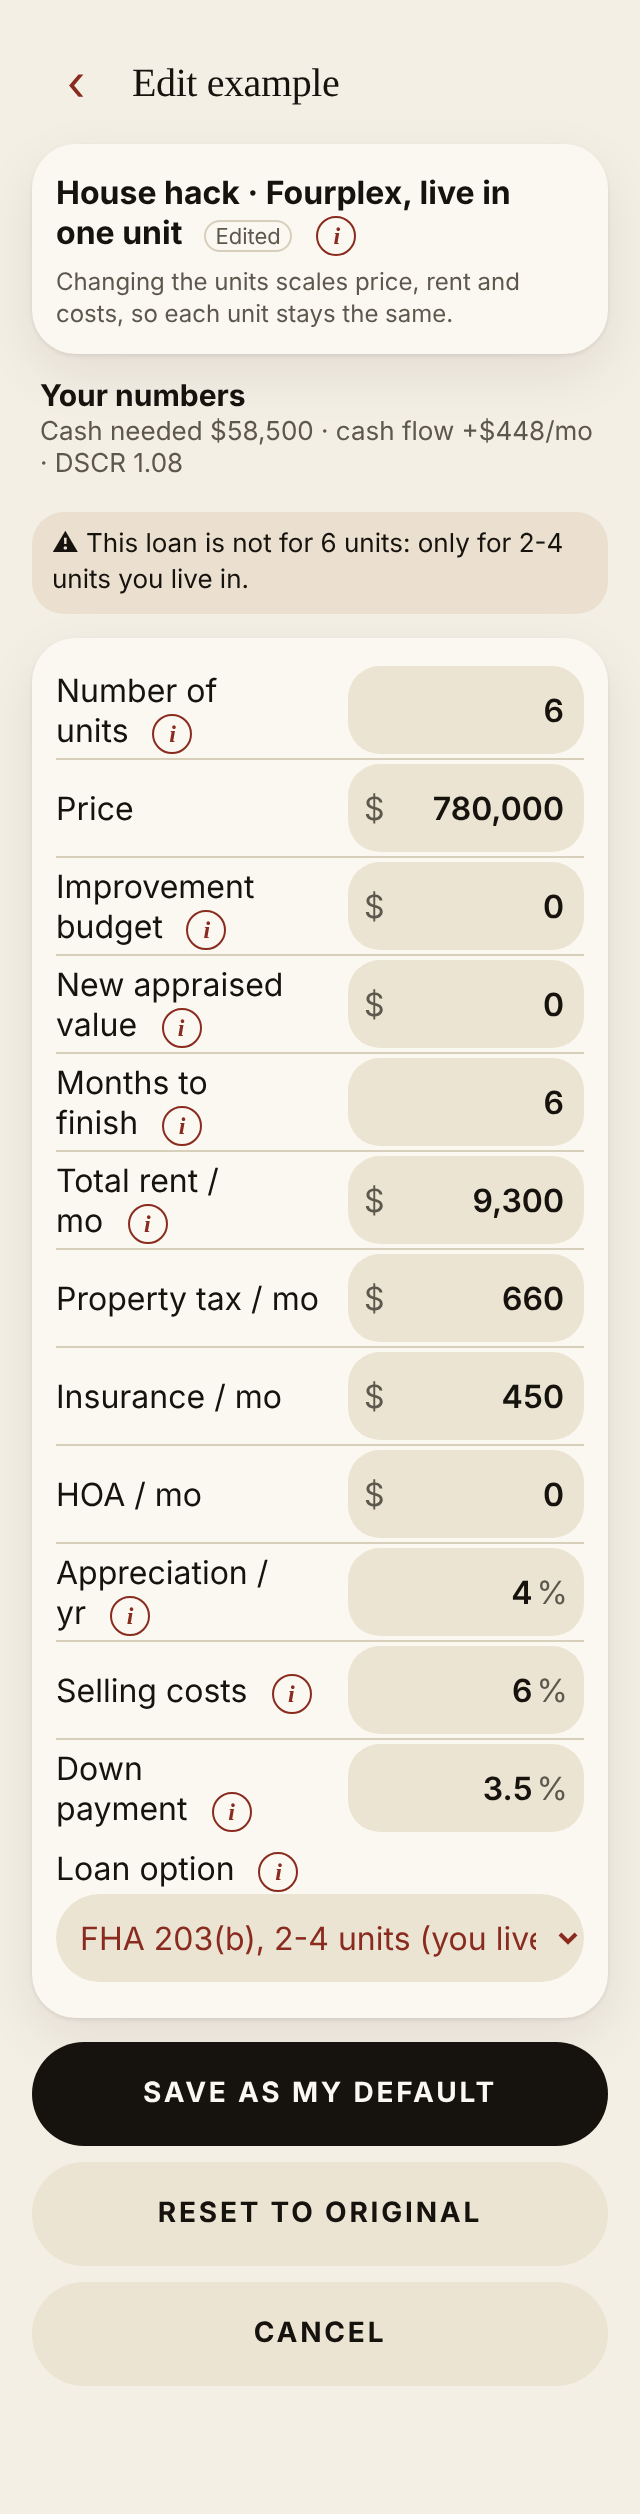 ‹ Edit example
House hack · Fourplex, live in
one unit Edited i
Changing the units scales price, rent and
costs, so each unit stays the same.
Your numbers
Cash needed $58,500 · cash flow +$448/mo
· DSCR 1.08
⚠ This loan is not for 6 units: only for 2-4
units you live in.
Number of
units i
6
Price
$ 780,000
Improvement
budget i
$ 0
New appraised
value i
$ 0
Months to
finish i
6
Total rent /
mo i
$ 9,300
Property tax / mo
$ 660
Insurance / mo
$ 450
HOA / mo
$ 0
Appreciation /
yr i
4 %
Selling costs i
6 %
Down
payment i
3.5 %
Loan option i
FHA 203(b), 2-4 units (you live
SAVE AS MY DEFAULT
RESET TO ORIGINAL
CANCEL